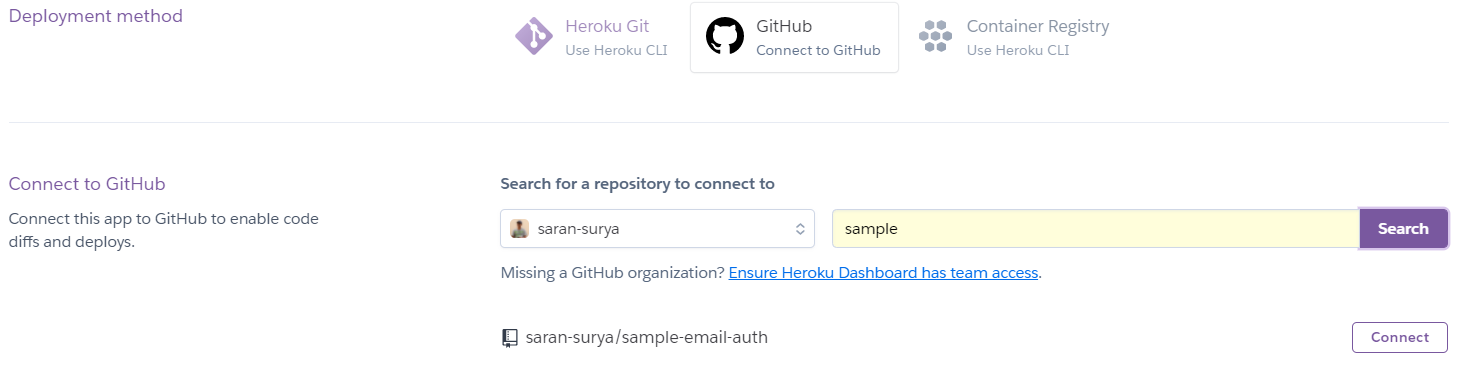 Deployment method
Heroku Git
Use Heroku CLI
GitHub
Connect to GitHub
Container Registry
Use Heroku CLI
Connect to GitHub
Connect this app to GitHub to enable code
diffs and deploys.
Search for a repository to connect to
saran-surya
sample
Search
Missing a GitHub organization? Ensure Heroku Dashboard has team access.
saran-surya/sample-email-auth
Connect